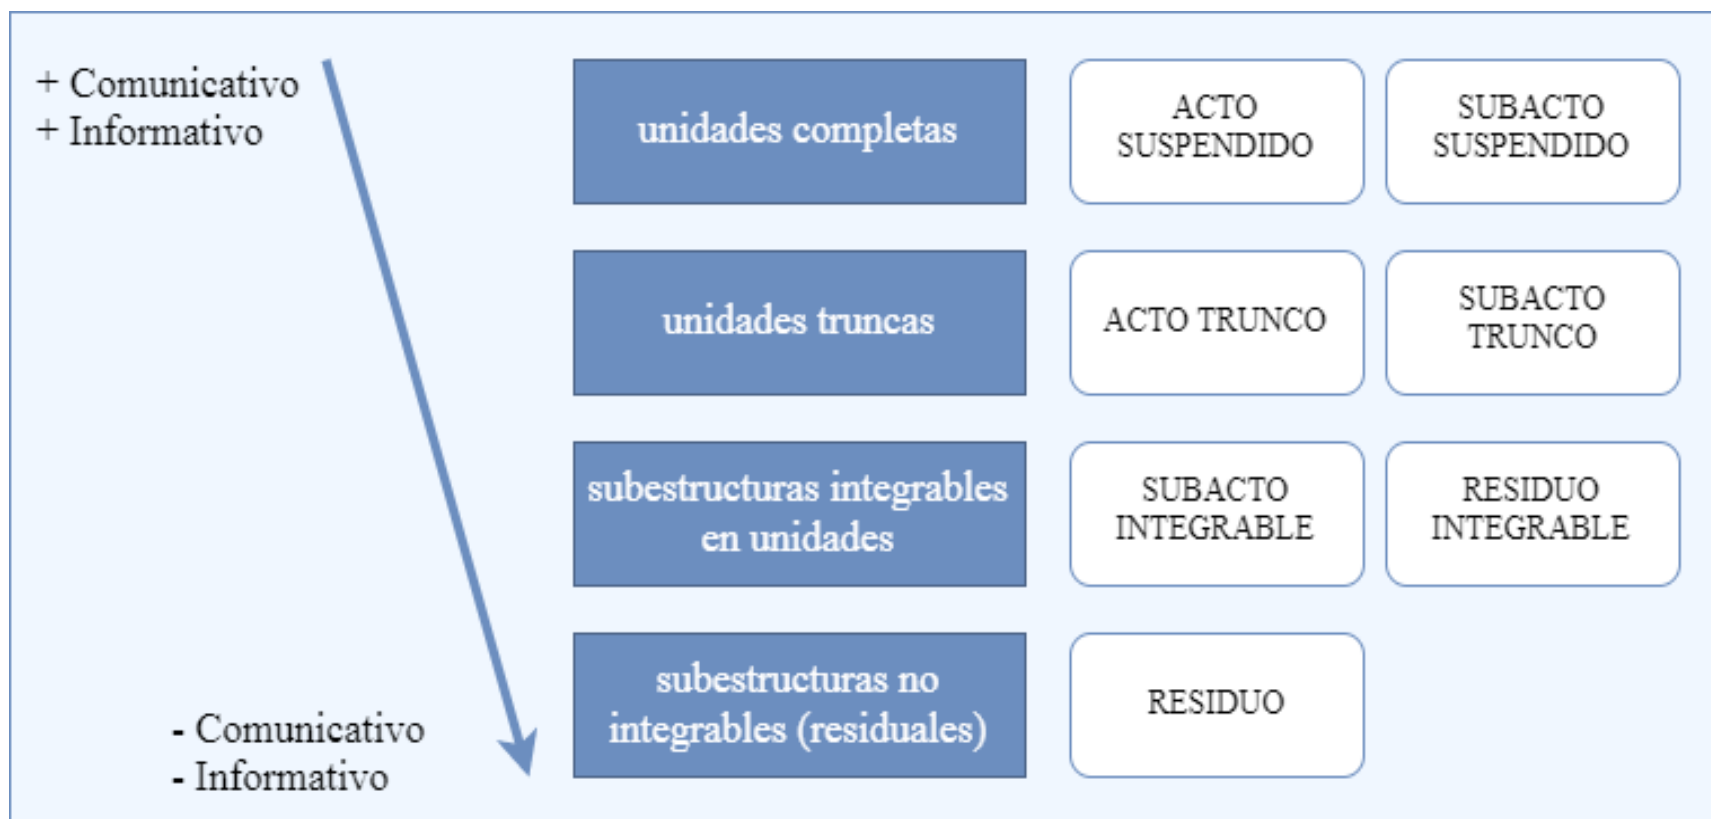 + Comunicativo
+ Informativo
unidades completas
ACTO
SUSPENDIDO
SUBACTO
SUSPENDIDO
unidades truncas
ACTO TRUNCO
SUBACTO
TRUNCO
subestructuras integrables
en unidades
SUBACTO
INTEGRABLE
RESIDUO
INTEGRABLE
- Comunicativo
- Informativo
subestructuras no
integrables (residuales)
RESIDUO